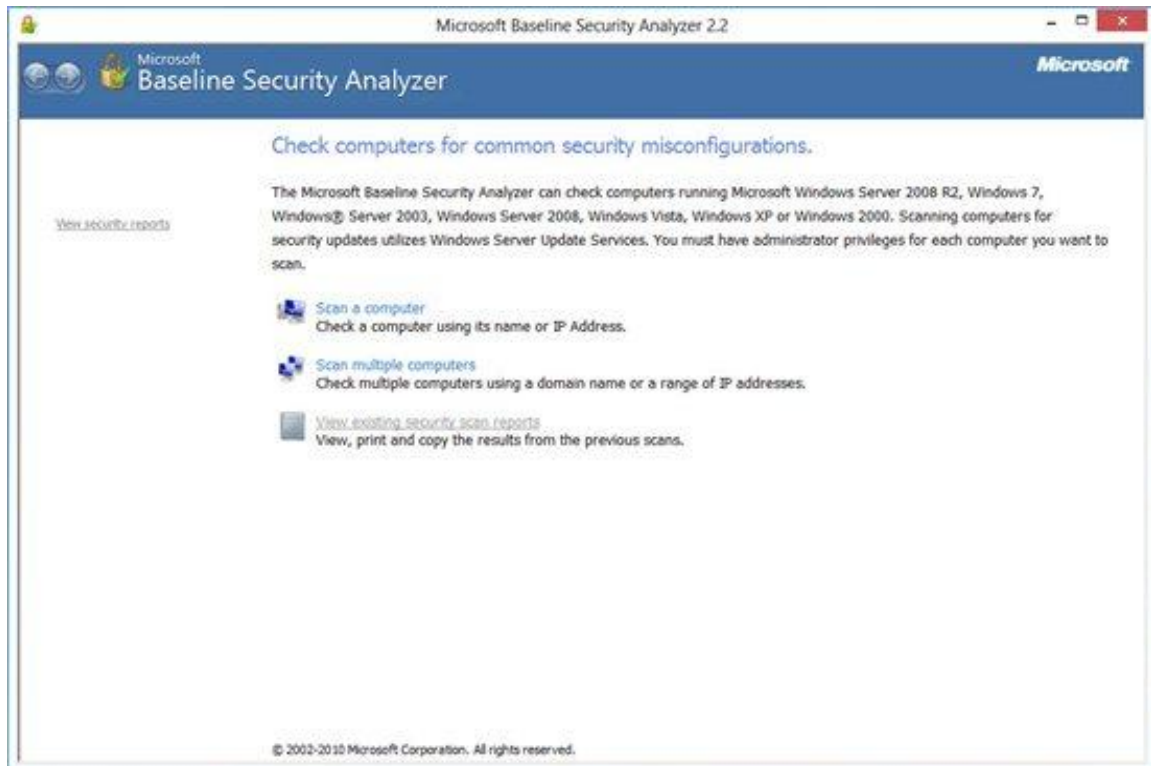 Microsoft Baseline Security Analyzer 2.2
Microsoft
Baseline Security Analyzer
Microsoft
Check computers for common security misconfigurations.
The Microsoft Baseline Security Analyzer can check computers running Microsoft Windows Server 2008 R2, Windows 7,
Windows® Server 2003, Windows Server 2008, Windows Vista, Windows XP or Windows 2000. Scanning computers for
security updates utilizes Windows Server Update Services. You must have administrator privileges for each computer you want to
scan.
View security reports
Scan a computer
Check a computer using its name or IP Address.
Scan multiple computers
Check multiple computers using a domain name or a range of IP addresses.
View existing security scan reports
View, print and copy the results from the previous scans.
© 2002-2010 Microsoft Corporation. All rights reserved.